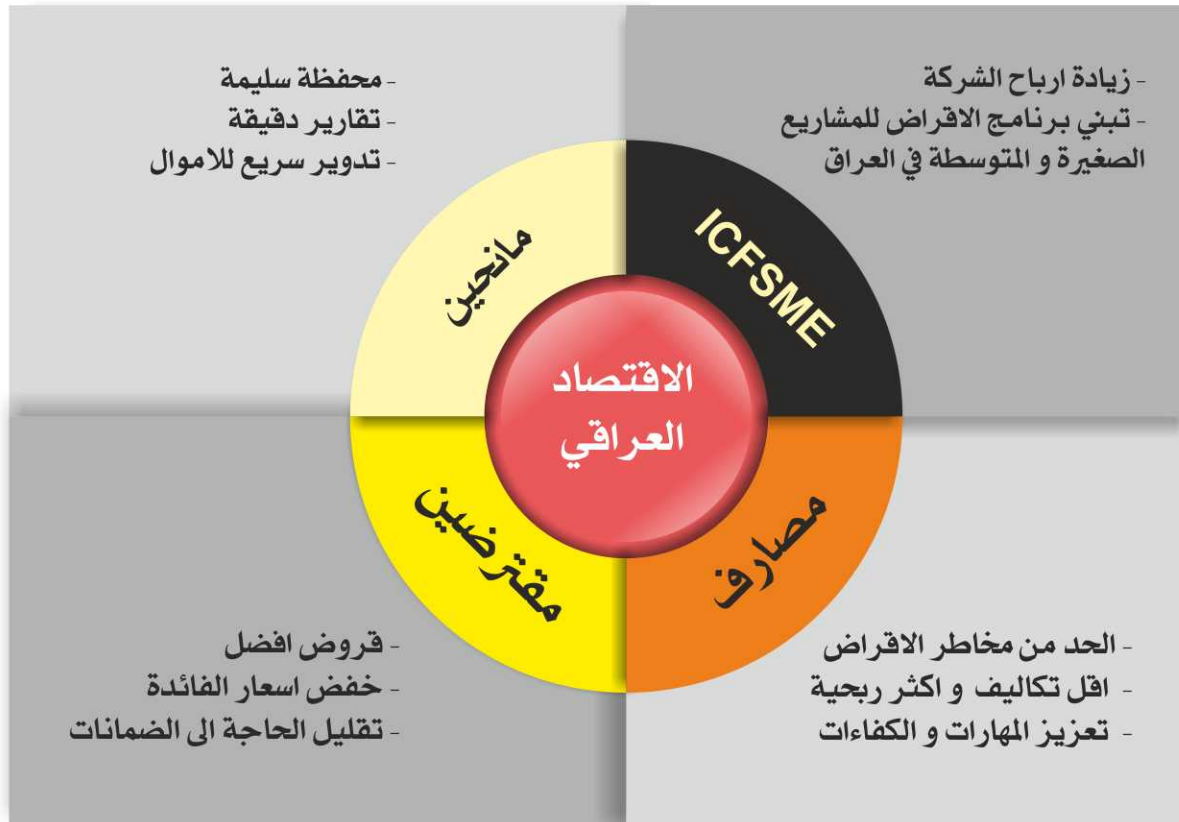 - زيادة ارباح الشركة
- تبني برنامج الاقراض للمشاريع
الصغيرة و المتوسطة في العراق
- محفظة سليمة
- تقارير دقيقة
- تدوير سريع للاموال
ICFSME
مانحين
الاقتصاد
العراقي
مصارف
مقترضين
- الحد من مخاطر الاقراض
- اقل تكاليف و اكثر ربحية
- تعزيز المهارات و الكفاءات
- قروض افضل
- خفض اسعار الفائدة
- تقليل الحاجة الى الضمانات